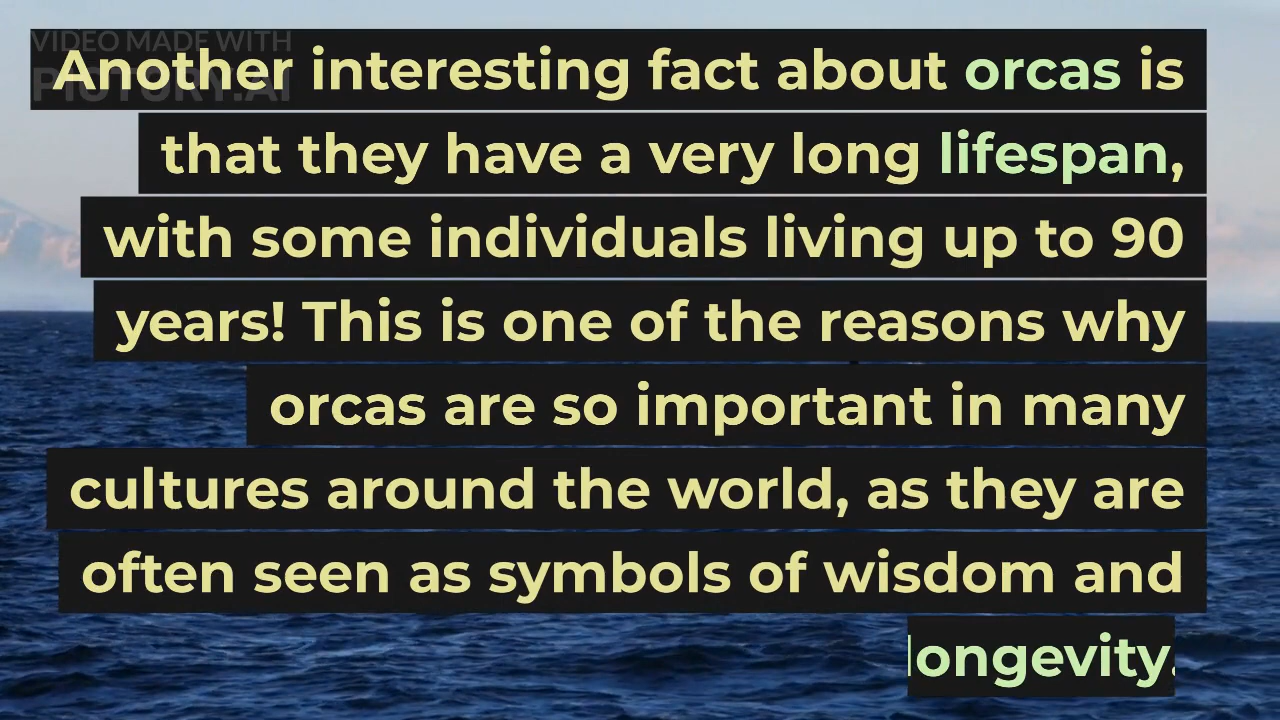 VIDEO MADE WITH
PICTORY.AI
Another interesting fact about orcas is
that they have a very long lifespan,
with some individuals living up to 90
years! This is one of the reasons why
orcas are so important in many
cultures around the world, as they are
often seen as symbols of wisdom and
longevity.